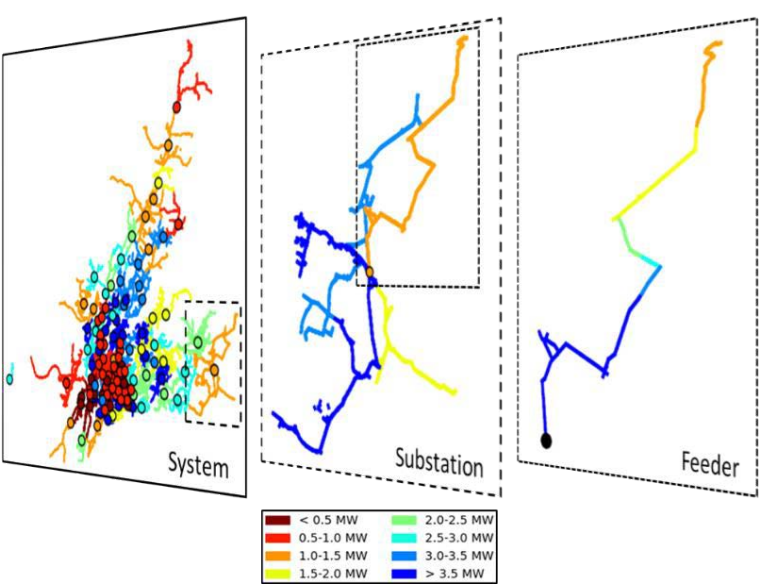 System
Substation
Feeder
< 0.5 MW
0.5-1.0 MW
1.0-1.5 MW
1.5-2.0 MW
2.0-2.5 MW
2.5-3.0 MW
3.0-3.5 MW
> 3.5 MW